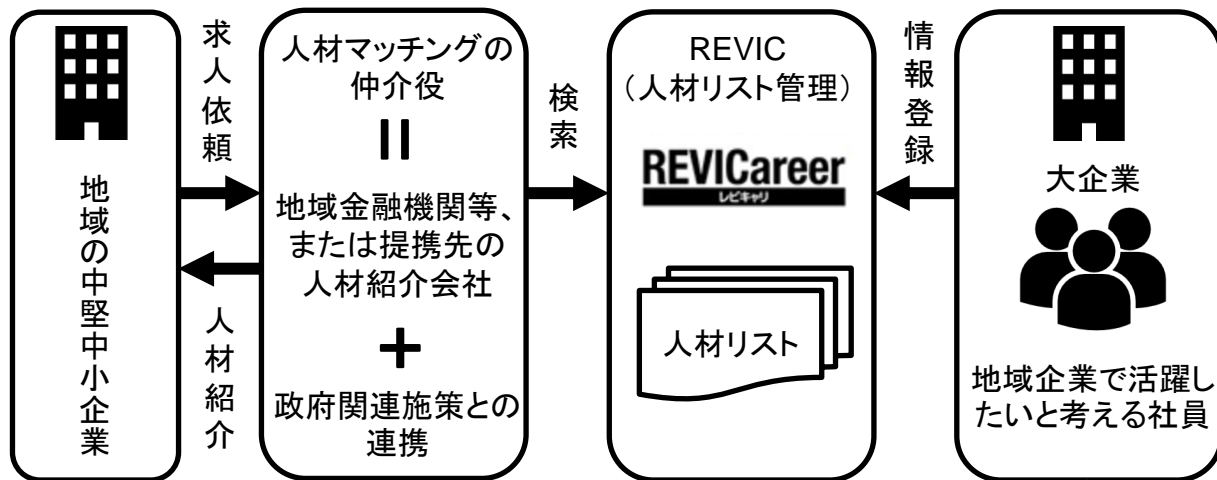 地域の中堅中小企業
求人依頼
人材紹介
人材マッチングの
仲介役
地域金融機関等、
または提携先の
人材紹介会社
政府関連施策との
連携
検索
REVIC
（人材リスト管理）
REVICareer
レビキャリ
人材リスト
情報登録
大企業
地域企業で活躍し
たいと考える社員